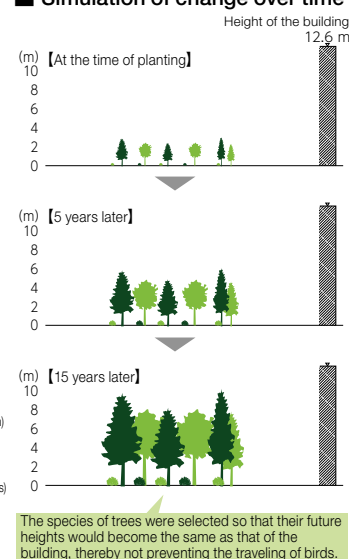 ■ Simulation of change over time
Height of the building
12.6 m
(m) 【At the time of planting】
10
8
6
4
2
0
(m) 【5 years later】
10
8
6
4
2
0
(m) 【15 years later】
10
8
6
4
2
0
The species of trees were selected so that their future
heights would become the same as that of the
building, thereby not preventing the traveling of birds.